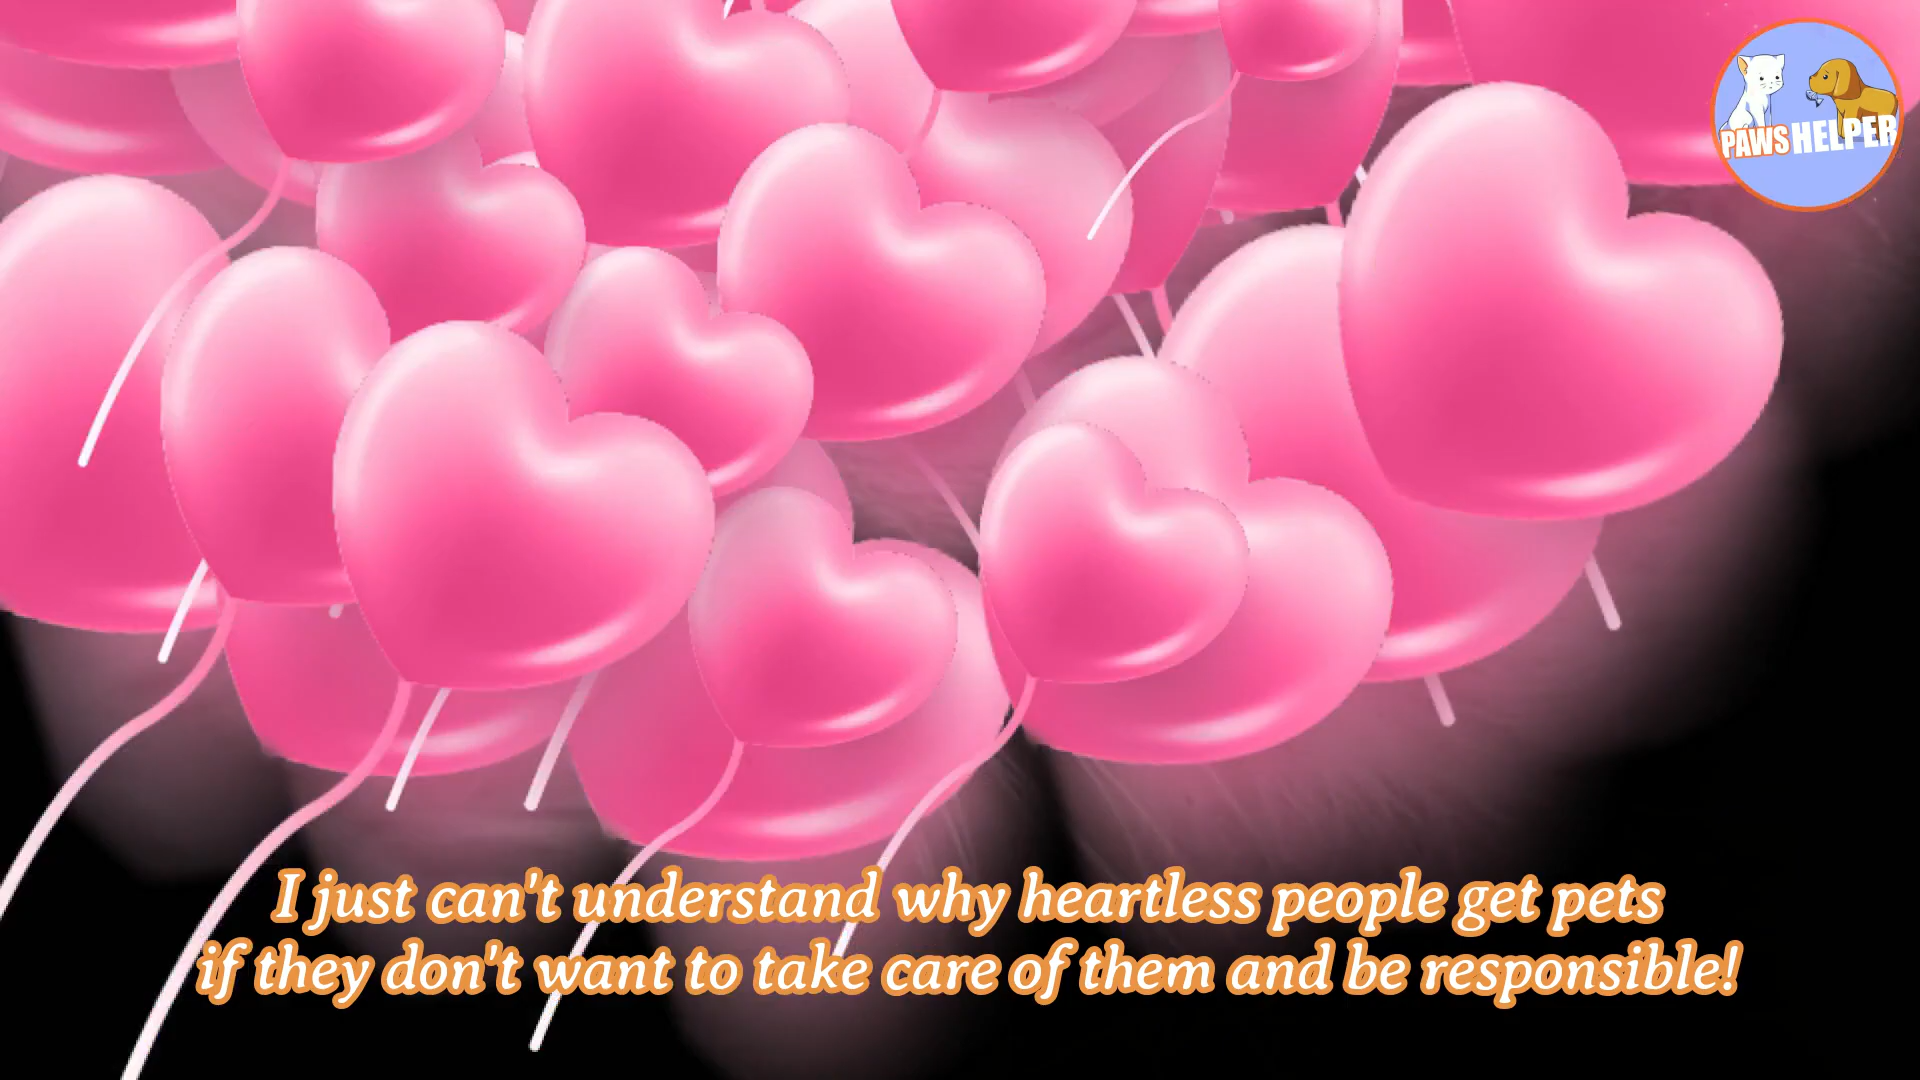 PAWS HELPER
I just can't understand why heartless people get pets
if they don't want to take care of them and be responsible!